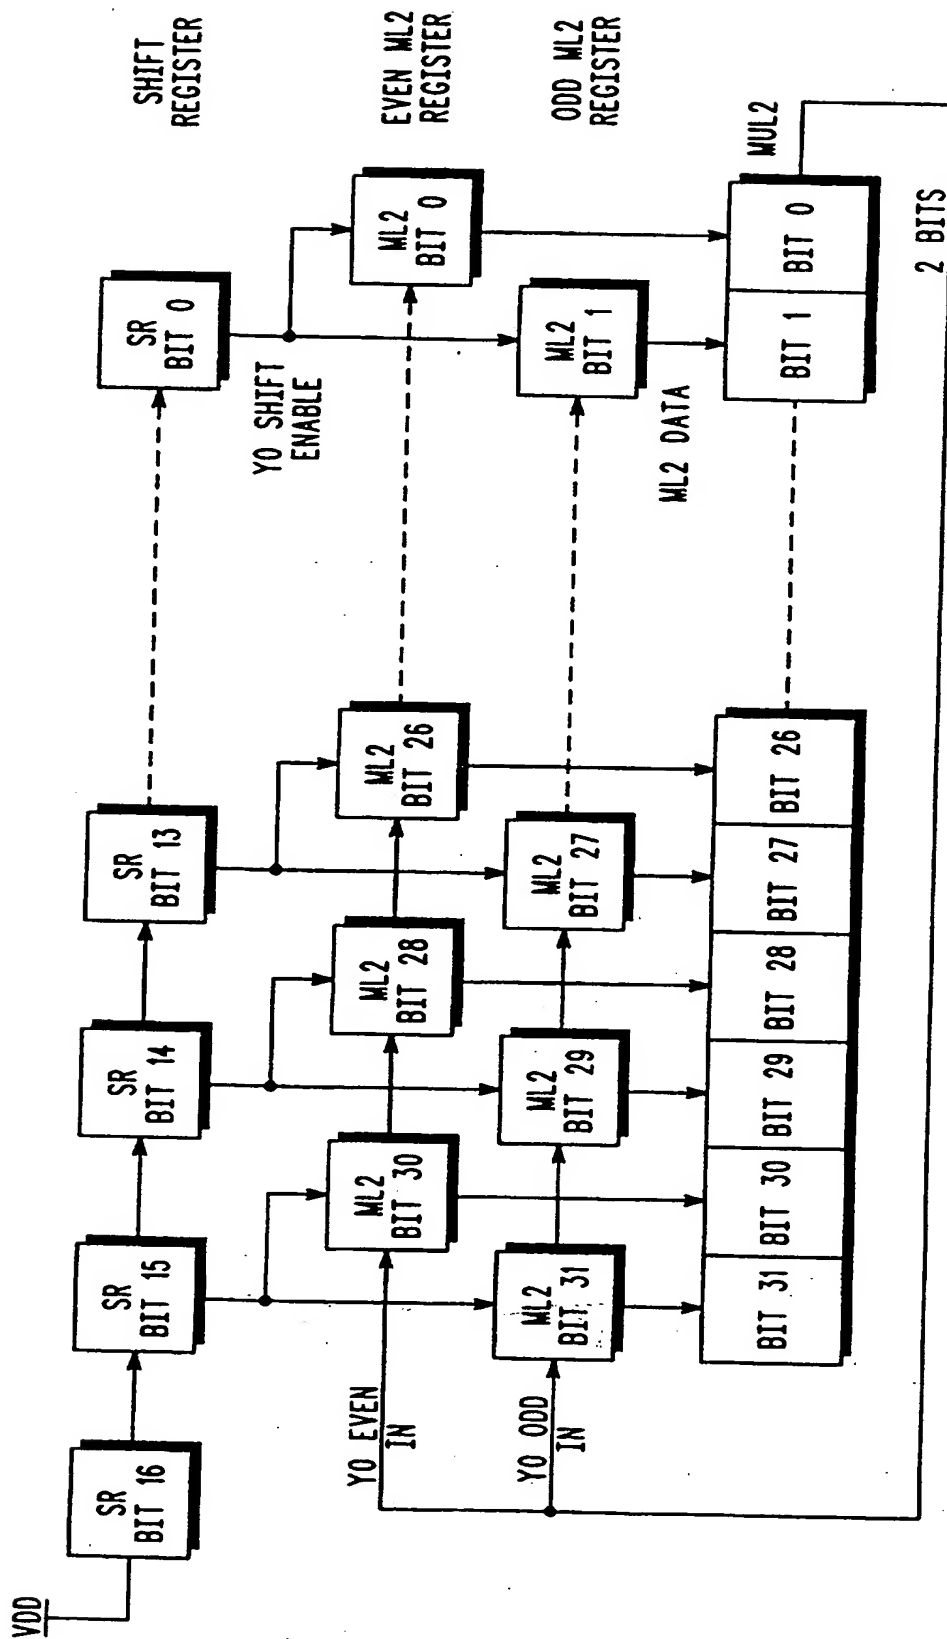 VDD
SR
BIT 16
SR
BIT 15
SR
BIT 14
SR
BIT 13
SR
BIT 0
SHIFT
REGISTER
YO SHIFT
ENABLE
YO EVEN
IN
ML2
BIT 30
ML2
BIT 28
ML2
BIT 26
ML2
BIT 0
EVEN ML2
REGISTER
YO ODD
IN
ML2
BIT 31
ML2
BIT 29
ML2
BIT 27
ML2
BIT 1
ODD ML2
REGISTER
ML2 DATA
BIT 31
BIT 30
BIT 29
BIT 28
BIT 27
BIT 26
BIT 1
BIT 0
MUL2
2 BITS